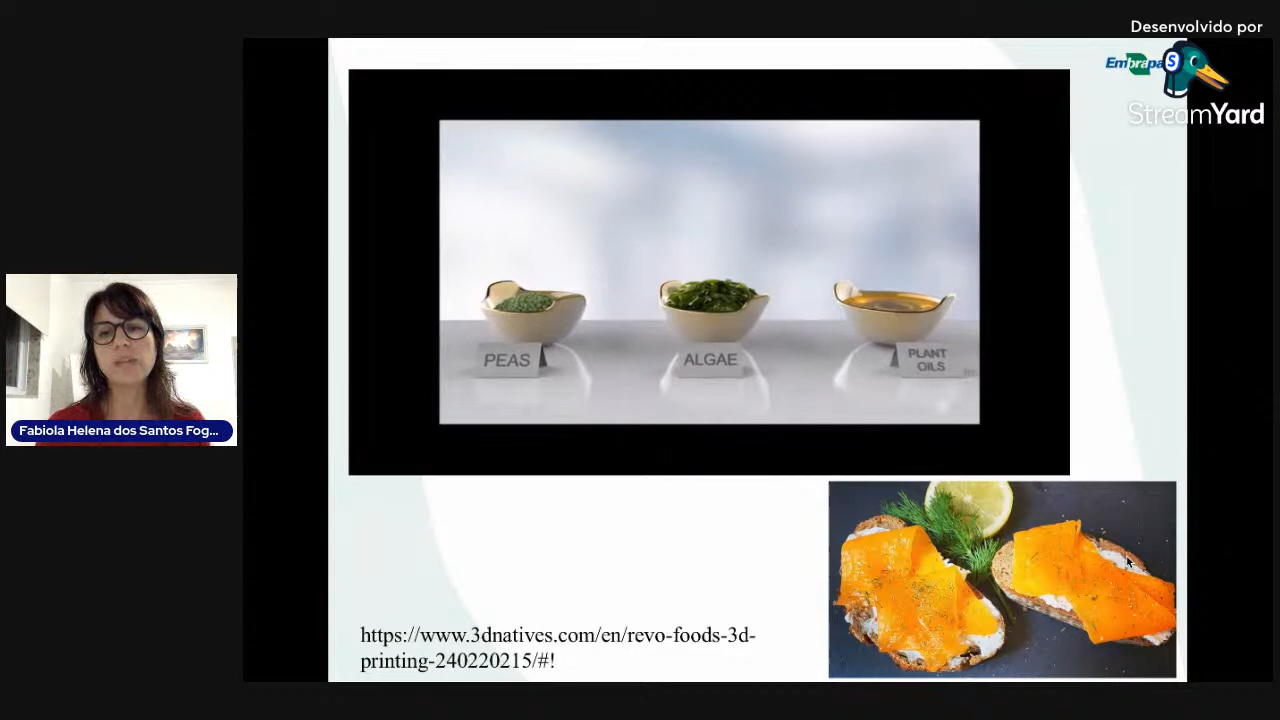 Desenvolvido por
Embrapa
StreamYard
PEAS
ALGAE
PLANT
OILS
Fabiola Helena dos Santos Fog...
https://www.3dnatives.com/en/revo-foods-3d-
printing-240220215/#!